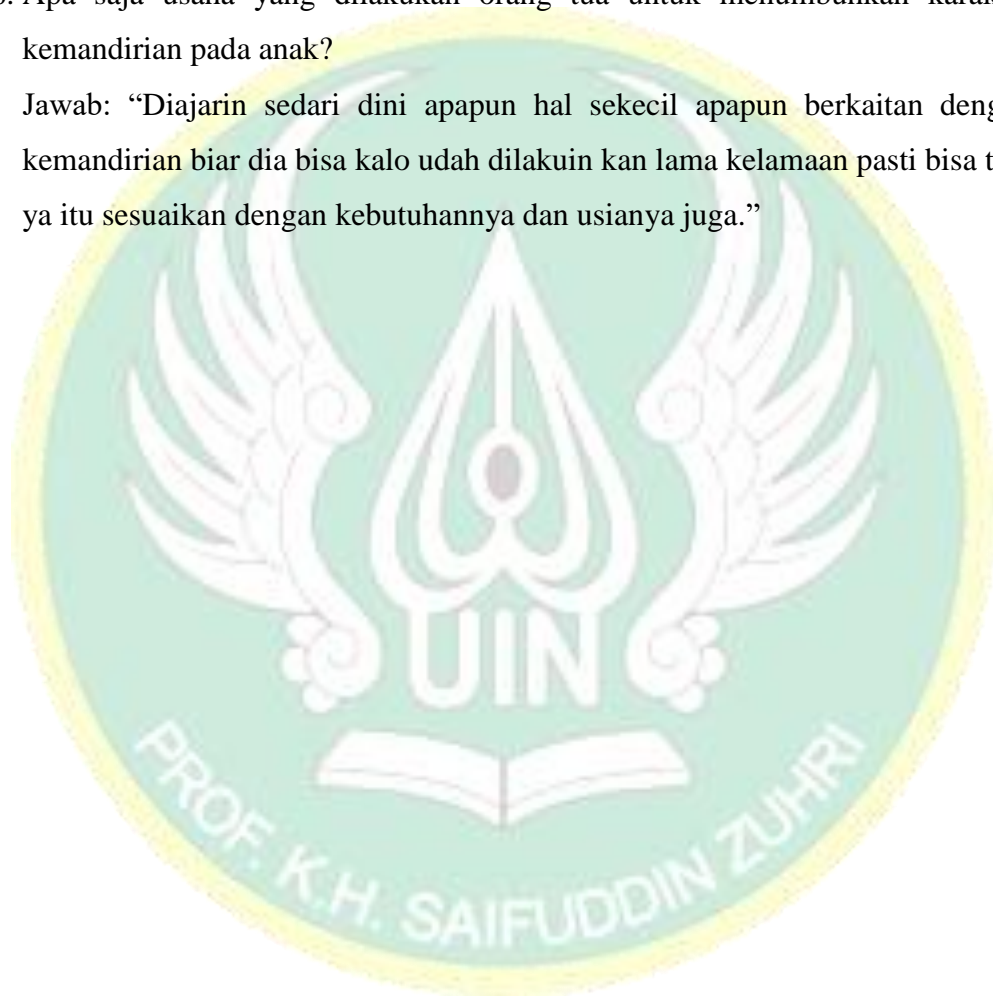 Apa saja usaha yang dilakukan orang tua untuk menumbuhkan
kemandirian pada anak?
Jawab: “Diajarin sedari dini apapun hal sekecil apapun berkaitan
kemandirian biar dia bisa kalo udah dilakuin kan lama kelamaan pasti bisa
ya itu sesuaikan dengan kebutuhannya dan usianya juga.”
UIN
PROF. K.H. SAIFUDDIN ZUHRI